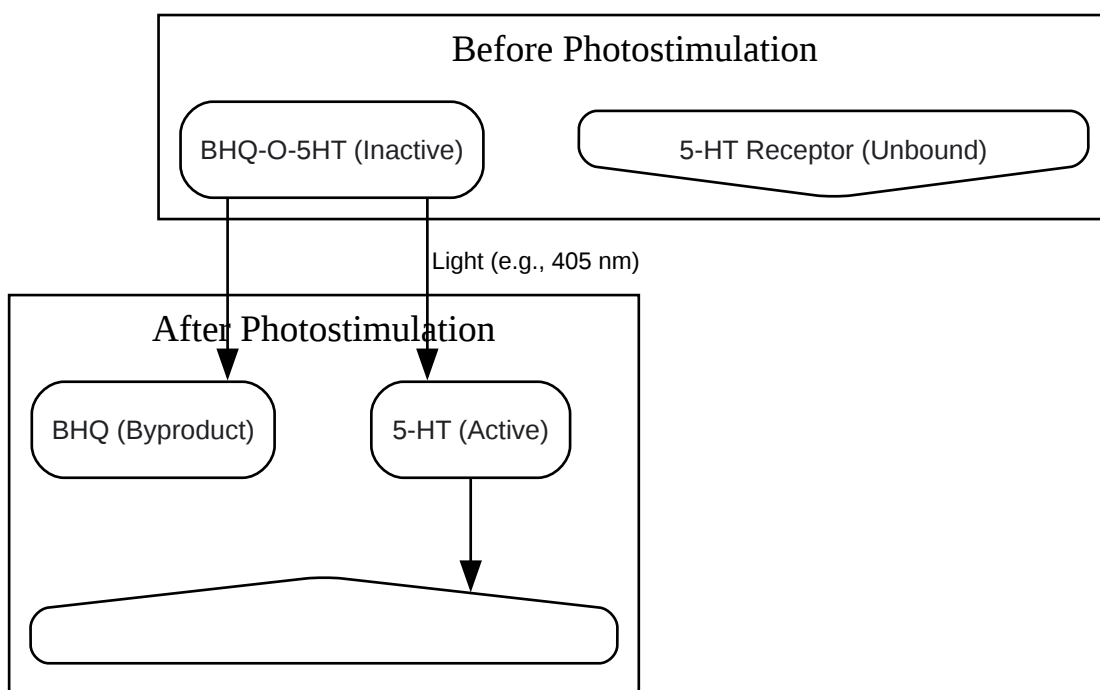 Before Photostimulation
BHQ-O-5HT (Inactive)
5-HT Receptor (Unbound)
Light (e.g., 405 nm)
After Photostimulation
BHQ (Byproduct)
5-HT (Active)